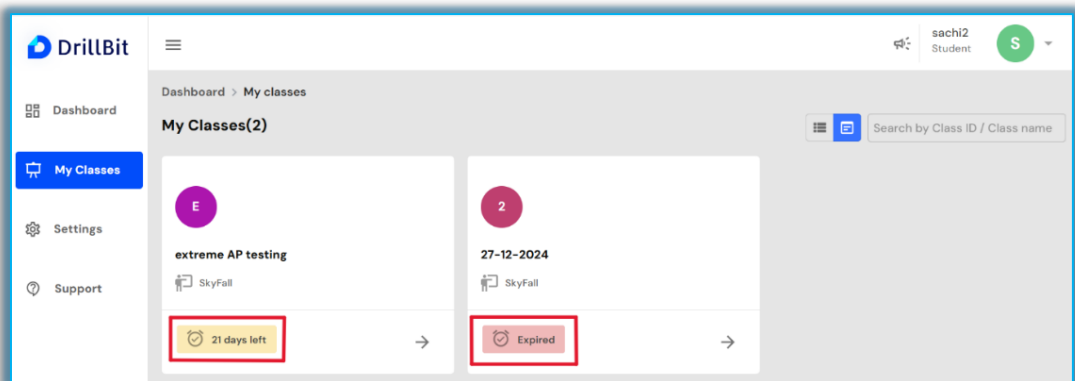 DrillBit
sachi2
Student
S
Dashboard
My Classes
Settings
Support
Dashboard > My classes
My Classes(2)
Search by Class ID / Class name
E
extreme AP testing
SkyFall
21 days left
2
27-12-2024
SkyFall
Expired